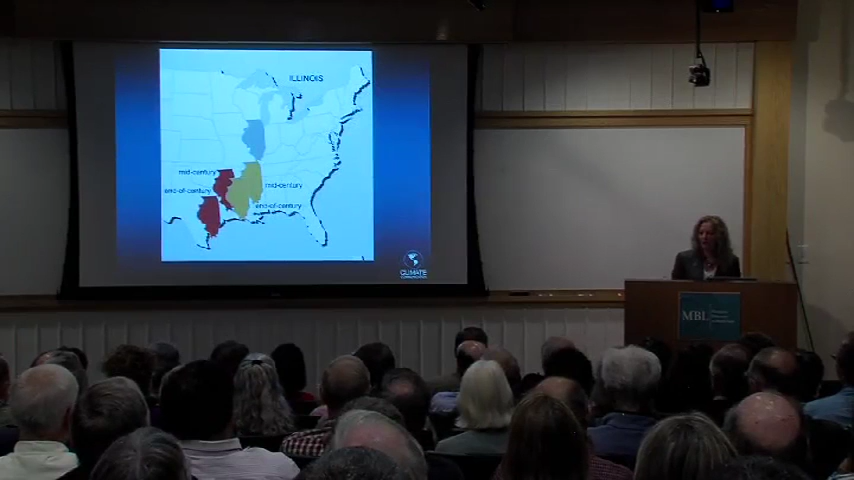 ILLINOIS
mid-century
end-of-century
mid-century
end-of-century
CLIMATE
MBL